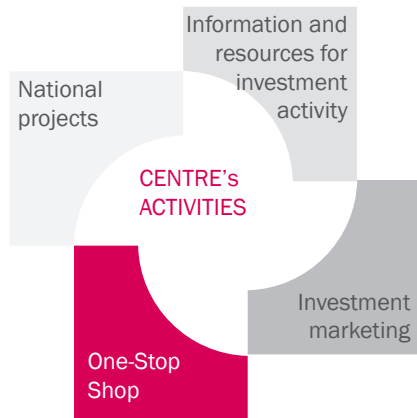 Information and
resources for
investment
activity
National
projects
CENTRE's
ACTIVITIES
Investment
marketing
One-Stop
Shop